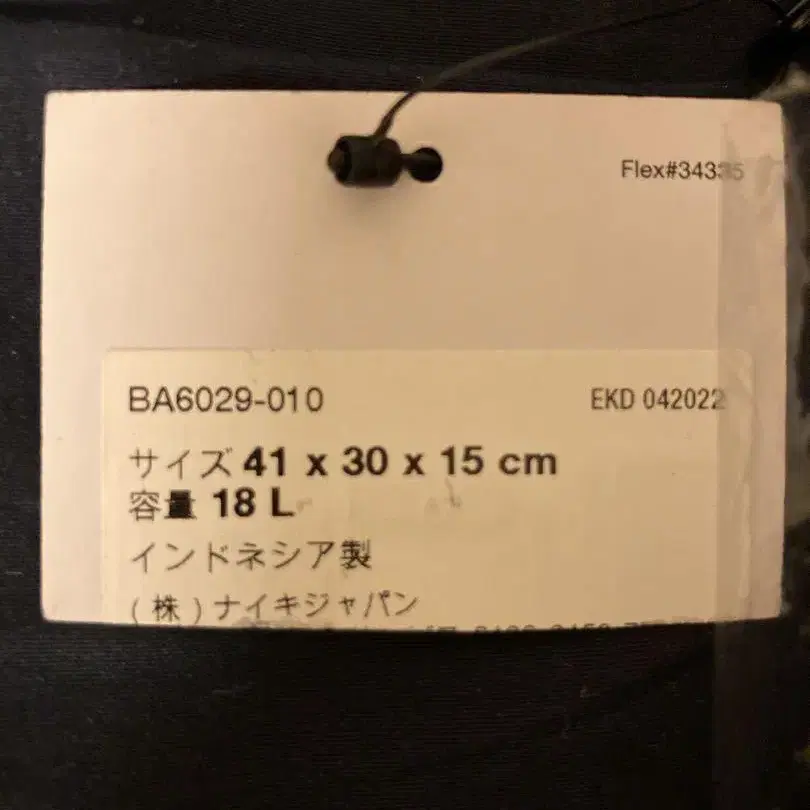 Flex#34335
BA6029-010 EKD 042022
サイズ 41 x 30 x 15 cm
容量 18 L
インドネシア製
(株)ナイキジャパン